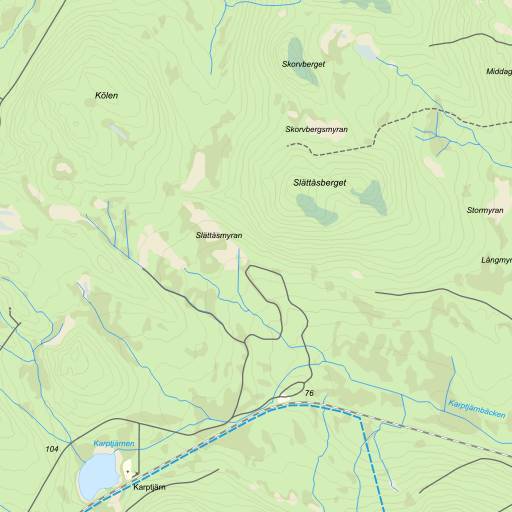 Skorvberget
Middag
Kölen
Skorvbergsmyran
Slättåsberget
Stormyran
Slättåsmyran
Långmyr
76
Karptjärnbäcken
Karptjärnen
104
Karptjärn